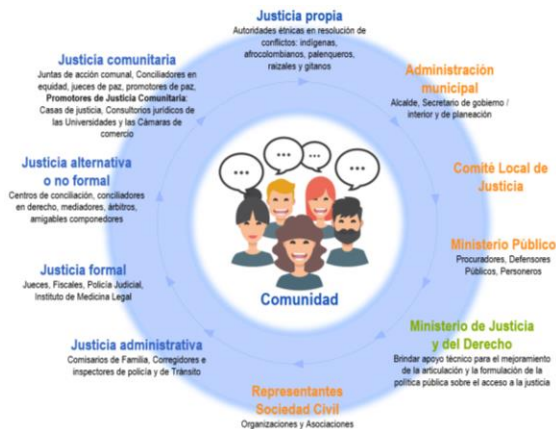 Justicia propia
Autoridades étnicas en resolución de
conflictos: indígenas,
afrocolombianos, palenqueros,
raizales y gitanos
Administración
municipal
Alcalde, Secretario de gobierno /
interior y de planeación
Comité Local de
Justicia
Ministerio Público
Procuradores, Defensores
Públicos, Personeros
Ministerio de Justicia
y del Derecho
Brindar apoyo técnico para el mejoramiento
de la articulación y la formulación de la
política pública sobre el acceso a la justicia
Representantes
Sociedad Civil
Organizaciones y Asociaciones
Justicia administrativa
Comisarios de Familia, Corregidores e
inspectores de policía y de Tránsito
Justicia formal
Jueces, Fiscales, Policía Judicial,
Instituto de Medicina Legal
Justicia alternativa
o no formal
Centros de conciliación, conciliadores
en derecho, mediadores, árbitros,
amigables componedores
Justicia comunitaria
Juntas de acción comunal, Conciliadores en
equidad, jueces de paz, promotores de paz,
Promotores de Justicia Comunitaria:
Casas de justicia, Consultorios jurídicos de
las Universidades y las Cámaras de
comercio
Comunidad